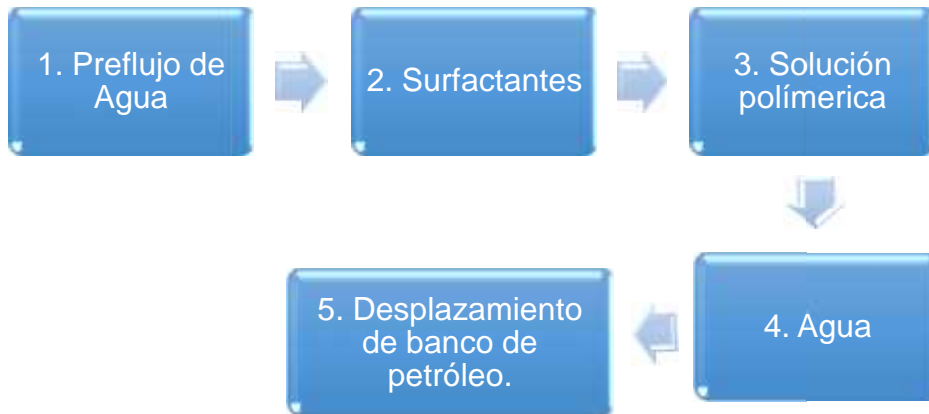 1. Preflujo de
Agua
2. Surfactantes
3. Solución
polímerica
4. Agua
5. Desplazamiento
de banco de
petróleo.